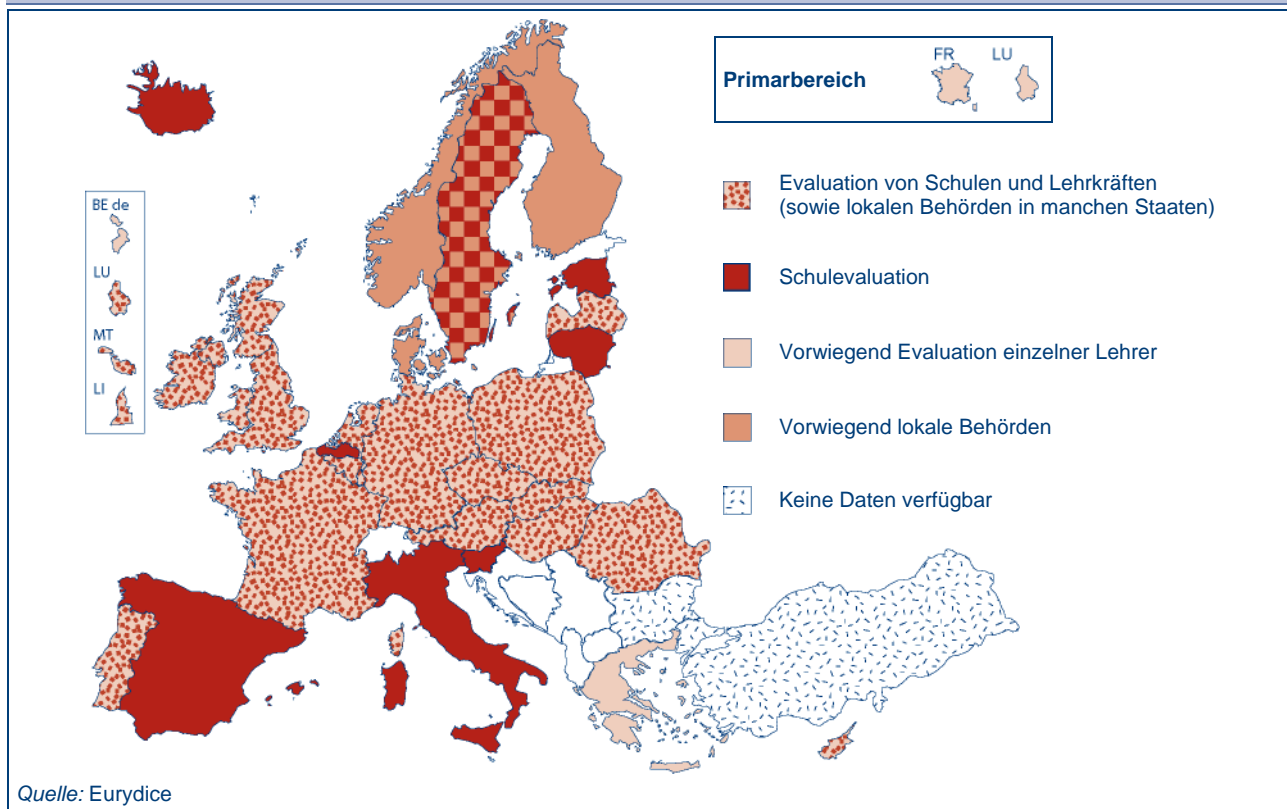 FR LU
Primarbereich
Evaluation von Schulen und Lehrkräften
(sowie lokalen Behörden in manchen Staaten)
BE de
LU
Schulevaluation
MT
Vorwiegend Evaluation einzelner Lehrer
LI
Vorwiegend lokale Behörden
Keine Daten verfügbar
Quelle: Eurydice